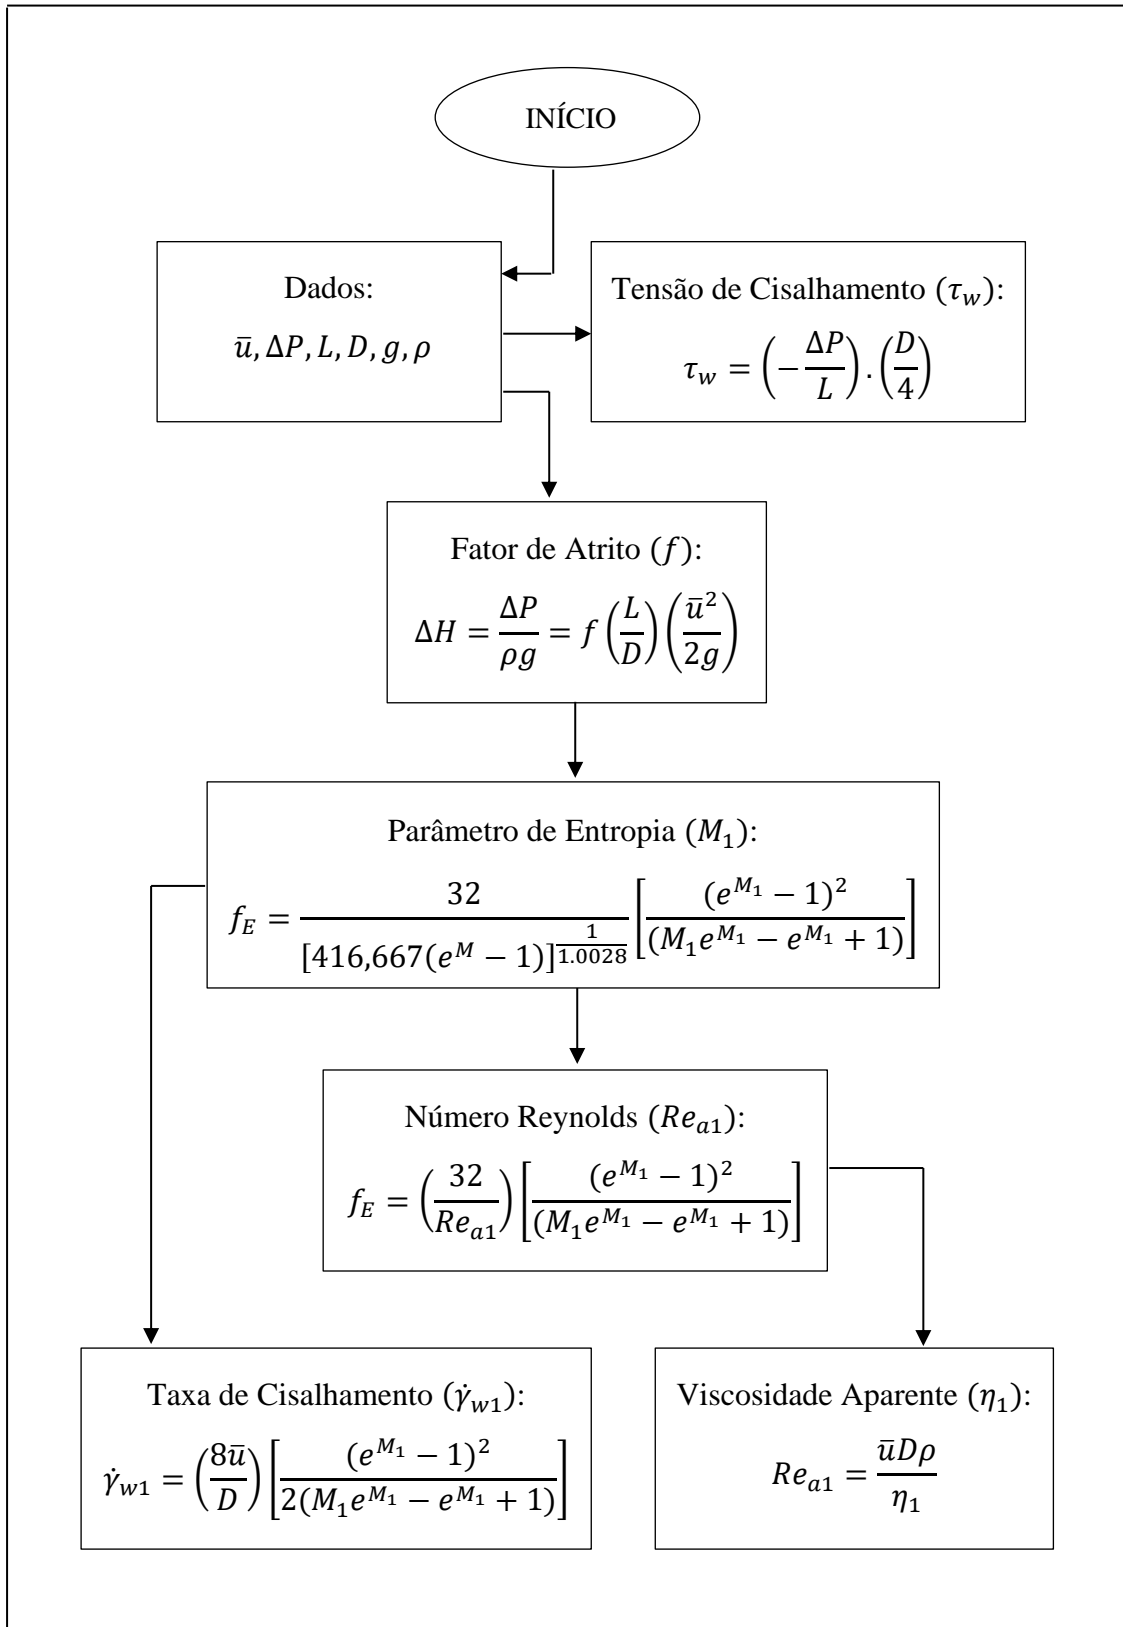 INÍCIO
Dados:
ū, ΔP, L, D, g, ρ
Tensão de Cisalhamento (τ_w):
τ_w = (− ΔP/L) . (D/4)
Fator de Atrito (f):
ΔH = ΔP/ρg = f (L/D) (ū²/2g)
Parâmetro de Entropia (M₁):
f_E = 32/[416,667(e^M − 1)]^(1/1.0028) [(e^(M₁) − 1)²/(M₁e^(M₁) − e^(M₁) + 1)]
Número Reynolds (Re_a1):
f_E = (32/Re_a1) [(e^(M₁) − 1)²/(M₁e^(M₁) − e^(M₁) + 1)]
Taxa de Cisalhamento (γ̇_w1):
γ̇_w1 = (8ū/D) [(e^(M₁) − 1)²/2(M₁e^(M₁) − e^(M₁) + 1)]
Viscosidade Aparente (η₁):
Re_a1 = ūDρ/η₁